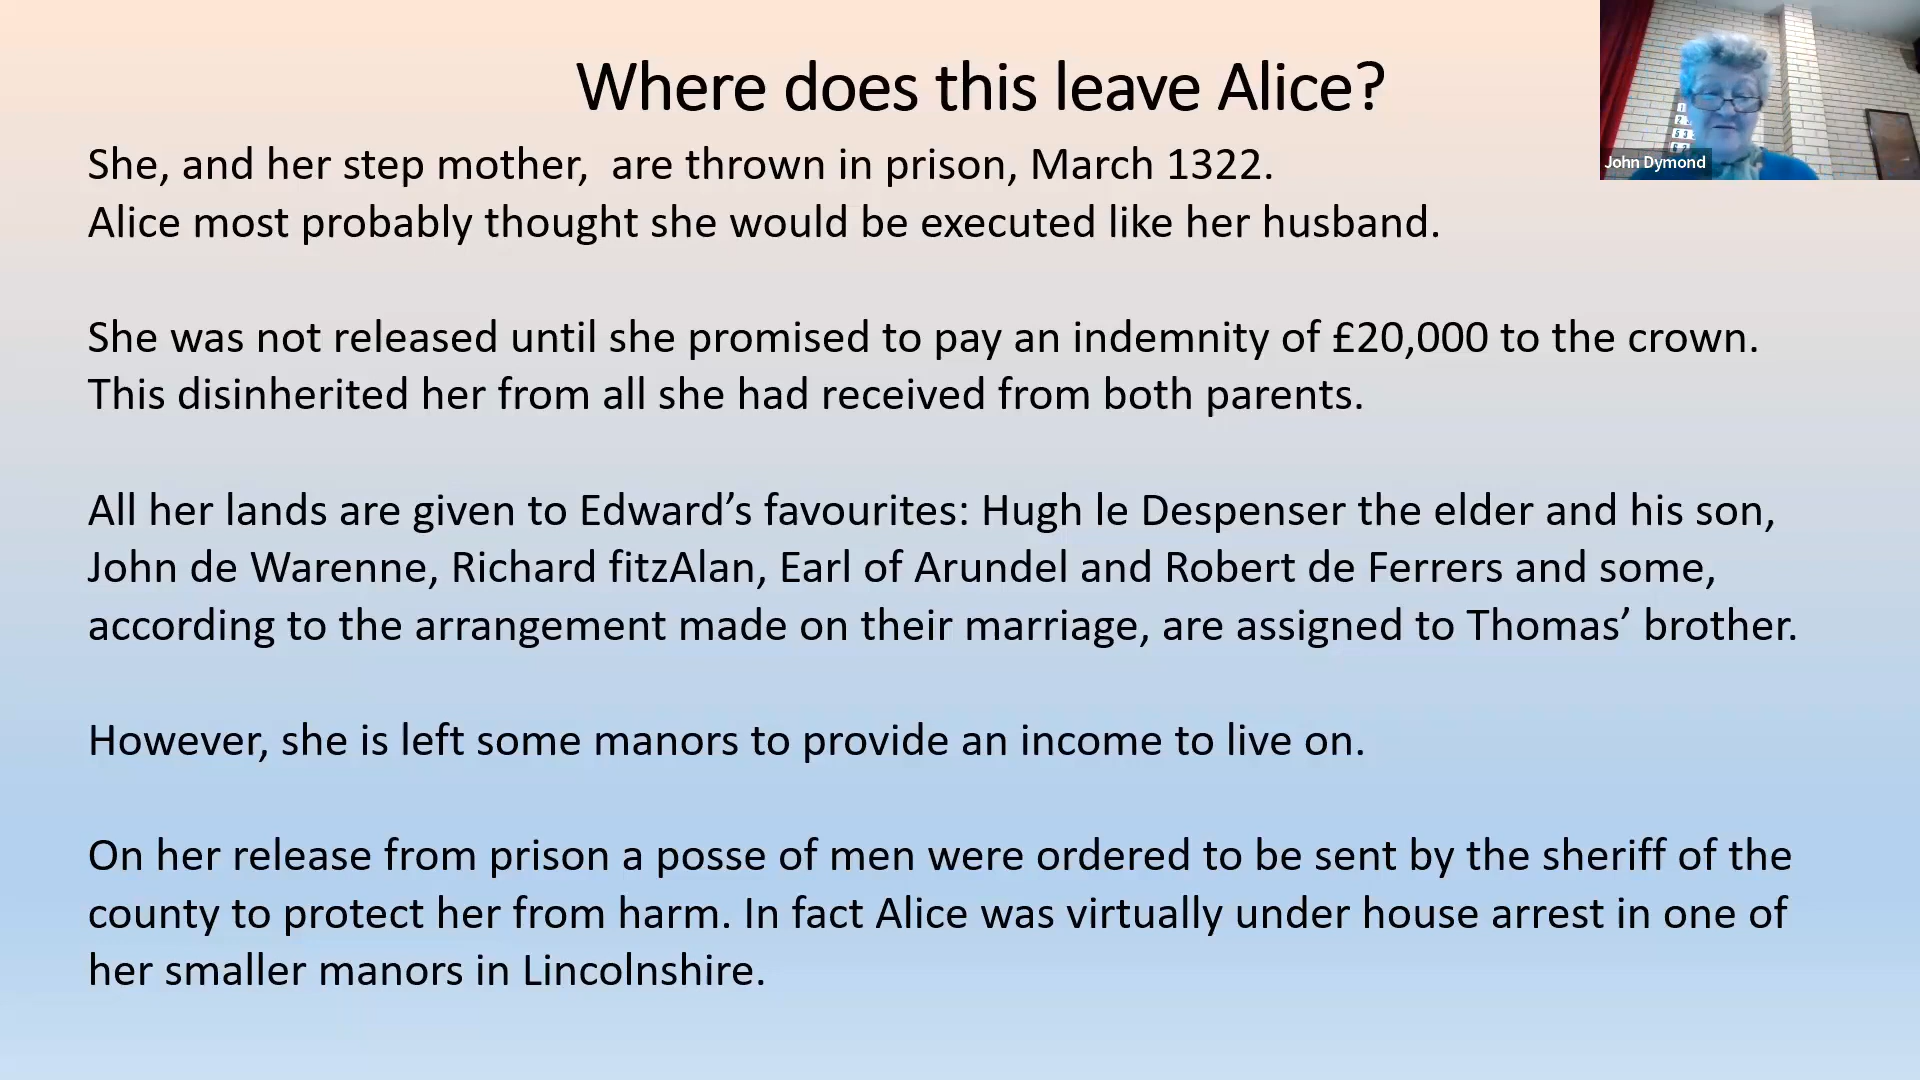 Where does this leave Alice?
She, and her step mother,  are thrown in prison, March 1322.
Alice most probably thought she would be executed like her husband.
She was not released until she promised to pay an indemnity of £20,000 to the crown.
This disinherited her from all she had received from both parents.
All her lands are given to Edward’s favourites: Hugh le Despenser the elder and his son,
John de Warenne, Richard fitzAlan, Earl of Arundel and Robert de Ferrers and some,
according to the arrangement made on their marriage, are assigned to Thomas’ brother.
However, she is left some manors to provide an income to live on.
On her release from prison a posse of men were ordered to be sent by the sheriff of the
county to protect her from harm. In fact Alice was virtually under house arrest in one of
her smaller manors in Lincolnshire.
John Dymond